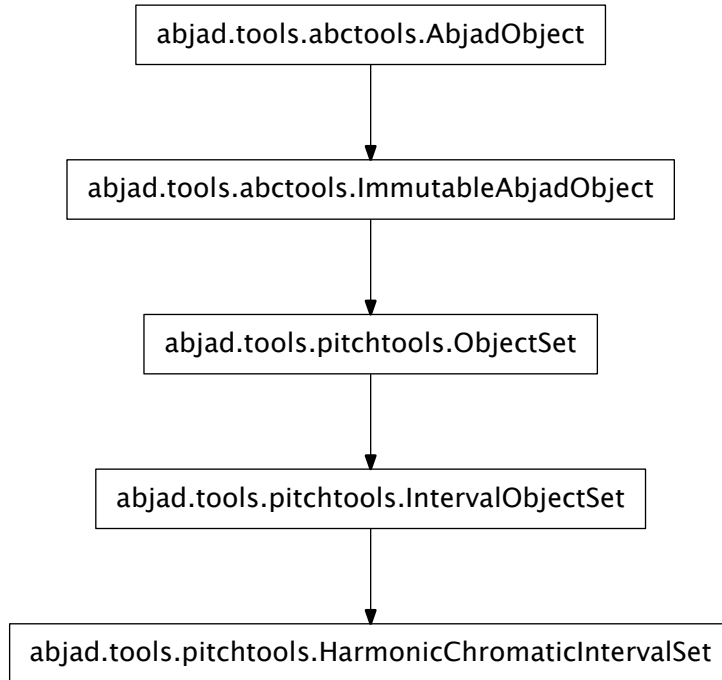 abjad.tools.abctools.AbjadObject
abjad.tools.abctools.ImmutableAbjadObject
abjad.tools.pitchtools.ObjectSet
abjad.tools.pitchtools.IntervalObjectSet
abjad.tools.pitchtools.HarmonicChromaticIntervalSet